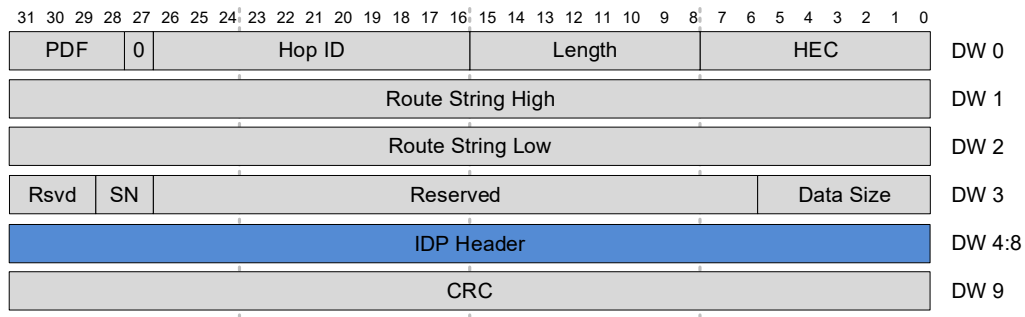 31 30 29 28 27 26 25 24 23 22 21 20 19 18 17 16 15 14 13 12 11 10 9 8 7 6 5 4 3 2 1 0
PDF 0 Hop ID Length HEC DW 0
Route String High DW 1
Route String Low DW 2
Rsvd SN Reserved Data Size DW 3
IDP Header DW 4:8
CRC DW 9